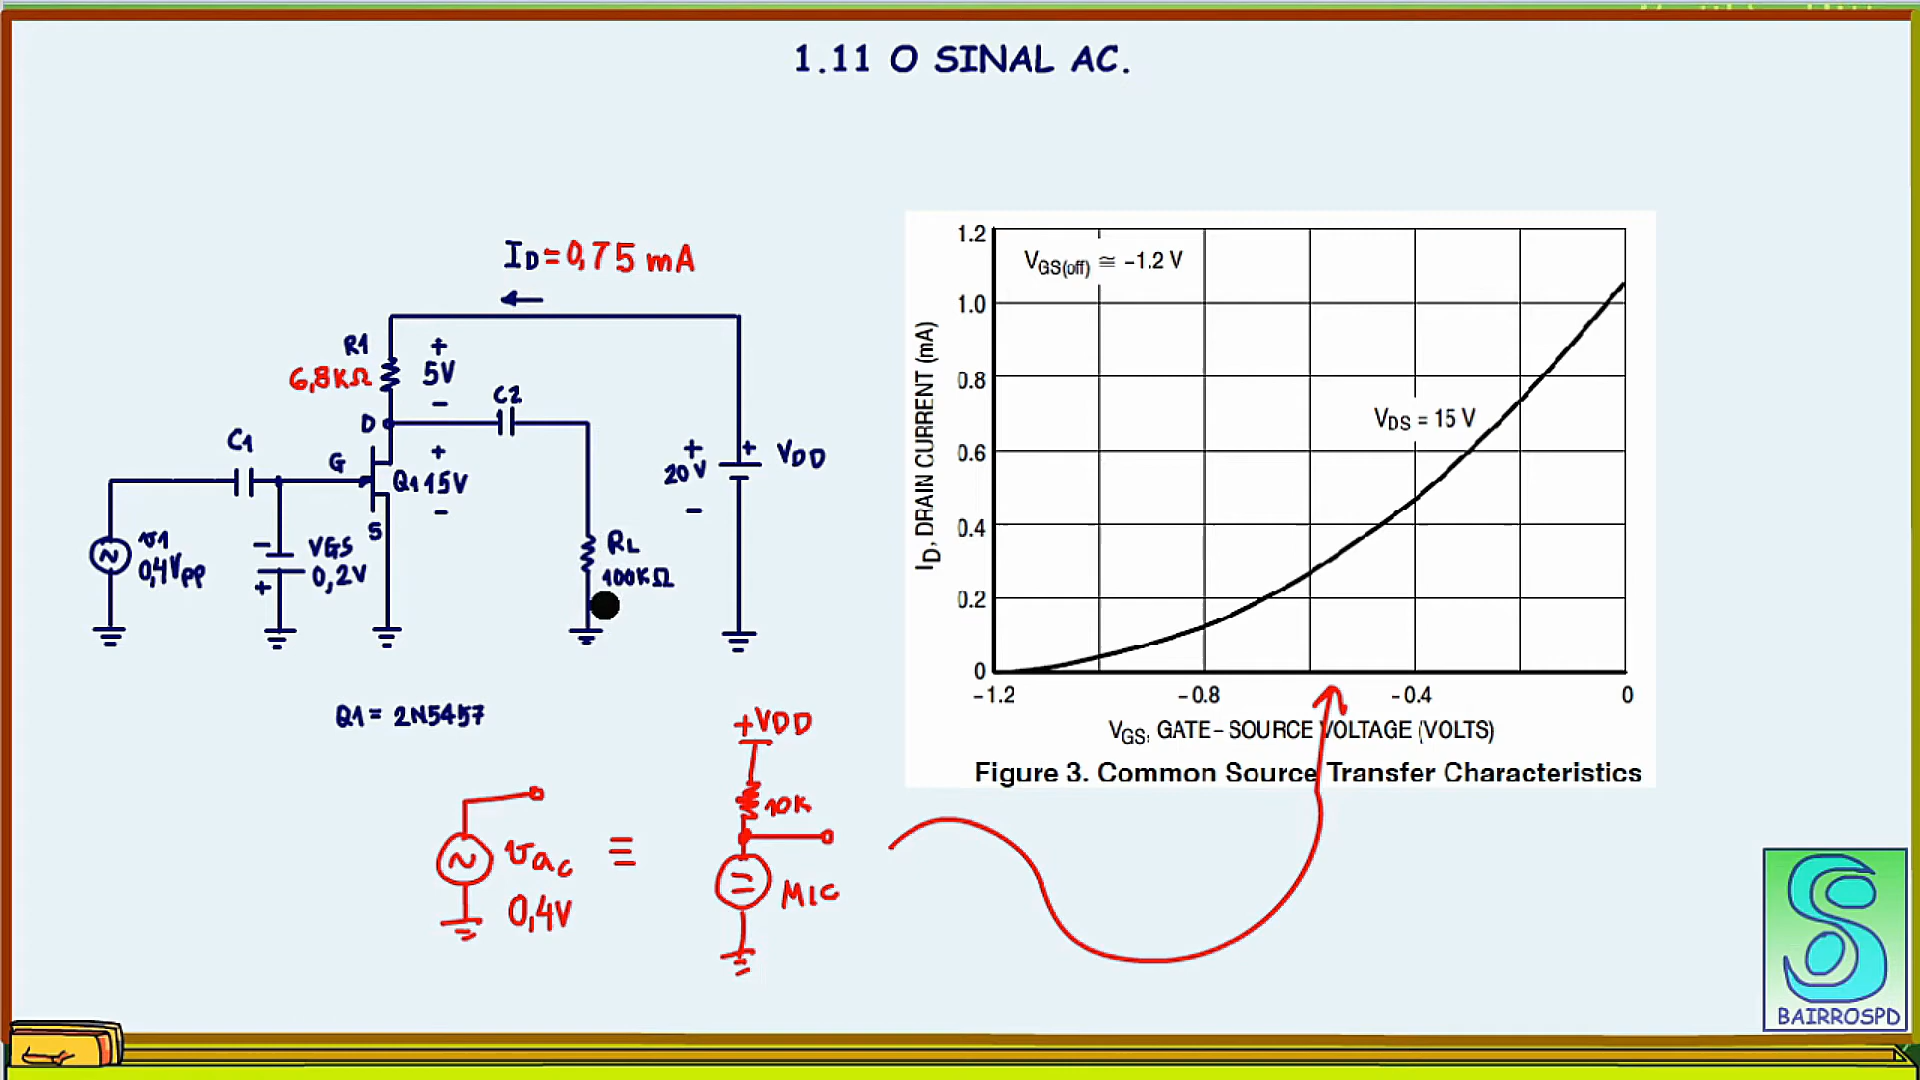 1.11 O SINAL AC.
ID=0,75 mA
R1
6,8KΩ
+
5V
-
C2
D
C1
G
+
Q1 15V
-
S
v1
0,4Vpp
-
+
VGS
0,2V
RL
100KΩ
+
20V
-
+
VDD
Q1= 2N5457
vac
0,4V
≡
+VDD
10K
MIC
1.2
1.0
0.8
0.6
0.4
0.2
0
ID, DRAIN CURRENT (mA)
VGS(off) ≅ -1.2 V
VDS = 15 V
-1.2
-0.8
-0.4
0
VGS, GATE-SOURCE VOLTAGE (VOLTS)
Figure 3. Common Source Transfer Characteristics
BAIRROSPD